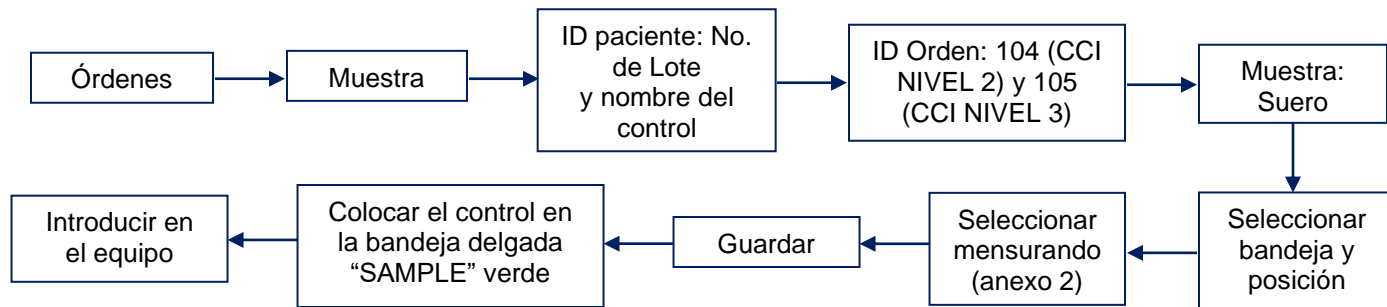 Órdenes
Muestra
ID paciente: No.
de Lote
y nombre del
control
ID Orden: 104 (CCI
NIVEL 2) y 105
(CCI NIVEL 3)
Muestra:
Suero
Seleccionar
bandeja y
posición
Seleccionar
mensurando
(anexo 2)
Guardar
Colocar el control en
la bandeja delgada
“SAMPLE” verde
Introducir en
el equipo